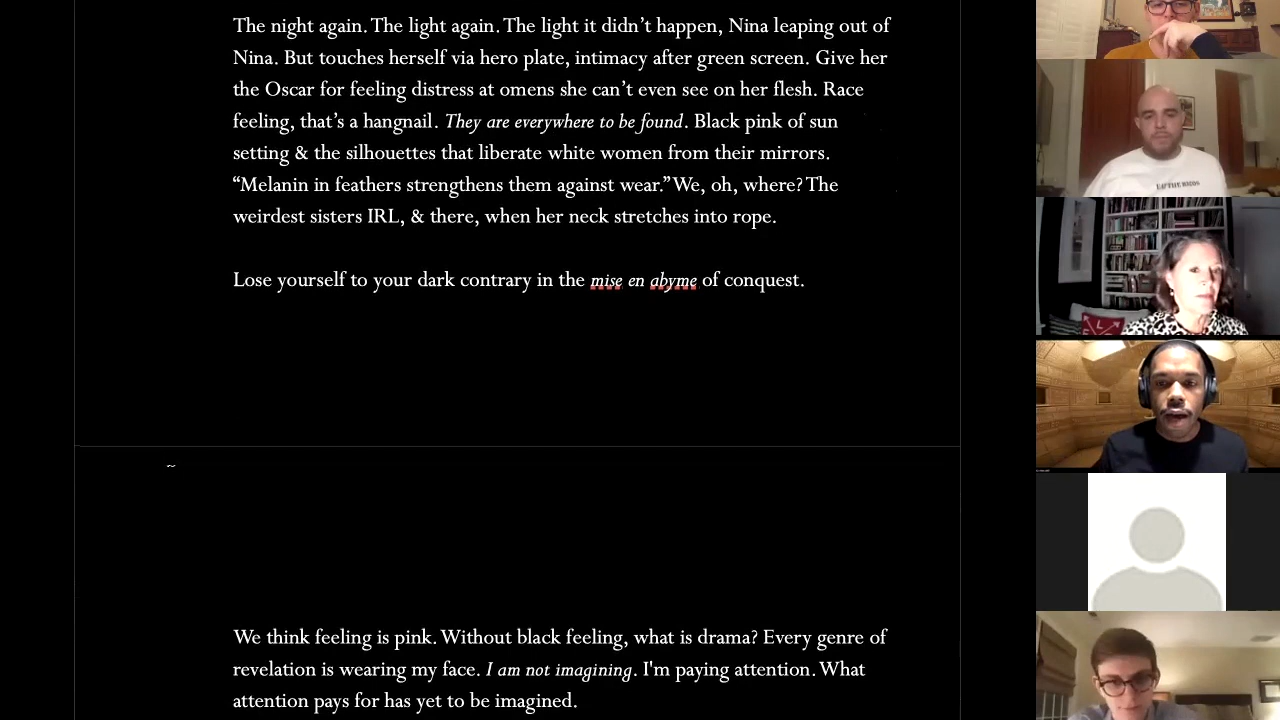 The night again. The light again. The light it didn’t happen, Nina leaping out of
Nina. But touches herself via hero plate, intimacy after green screen. Give her
the Oscar for feeling distress at omens she can’t even see on her flesh. Race
feeling, that’s a hangnail. They are everywhere to be found. Black pink of sun
setting & the silhouettes that liberate white women from their mirrors.
“Melanin in feathers strengthens them against wear.” We, oh, where? The
weirdest sisters IRL, & there, when her neck stretches into rope.
Lose yourself to your dark contrary in the mise en abyme of conquest.
~
We think feeling is pink. Without black feeling, what is drama? Every genre of
revelation is wearing my face. I am not imagining. I'm paying attention. What
attention pays for has yet to be imagined.